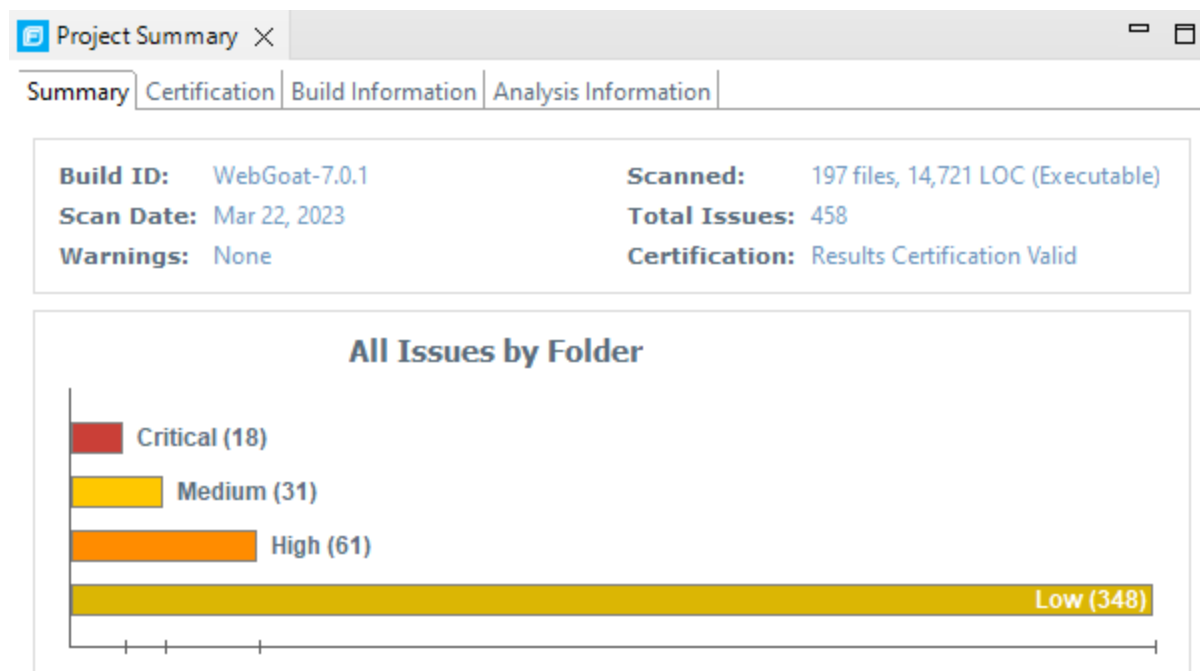 Project Summary
Summary Certification Build Information Analysis Information
Build ID: WebGoat-7.0.1 Scanned: 197 files, 14,721 LOC (Executable)
Scan Date: Mar 22, 2023 Total Issues: 458
Warnings: None Certification: Results Certification Valid
All Issues by Folder
Critical (18)
Medium (31)
High (61)
Low (348)